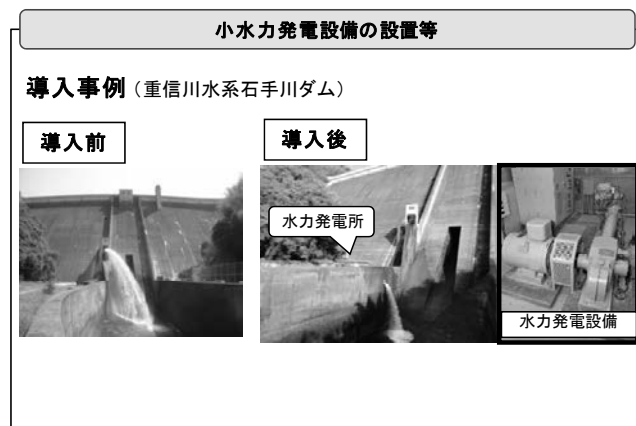 小水力発電設備の設置等
導入事例（重信川水系石手川ダム）
導入前
導入後
水力発電所
水力発電設備